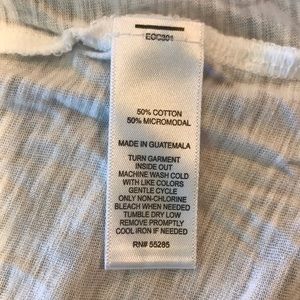 EGC301
50% COTTON
50% MICROMODAL
MADE IN GUATEMALA
TURN GARMENT
INSIDE OUT
MACHINE WASH COLD
WITH LIKE COLORS
GENTLE CYCLE
ONLY NON-CHLORINE
BLEACH WHEN NEEDED
TUMBLE DRY LOW
REMOVE PROMPTLY
COOL IRON IF NEEDED
RN# 55285